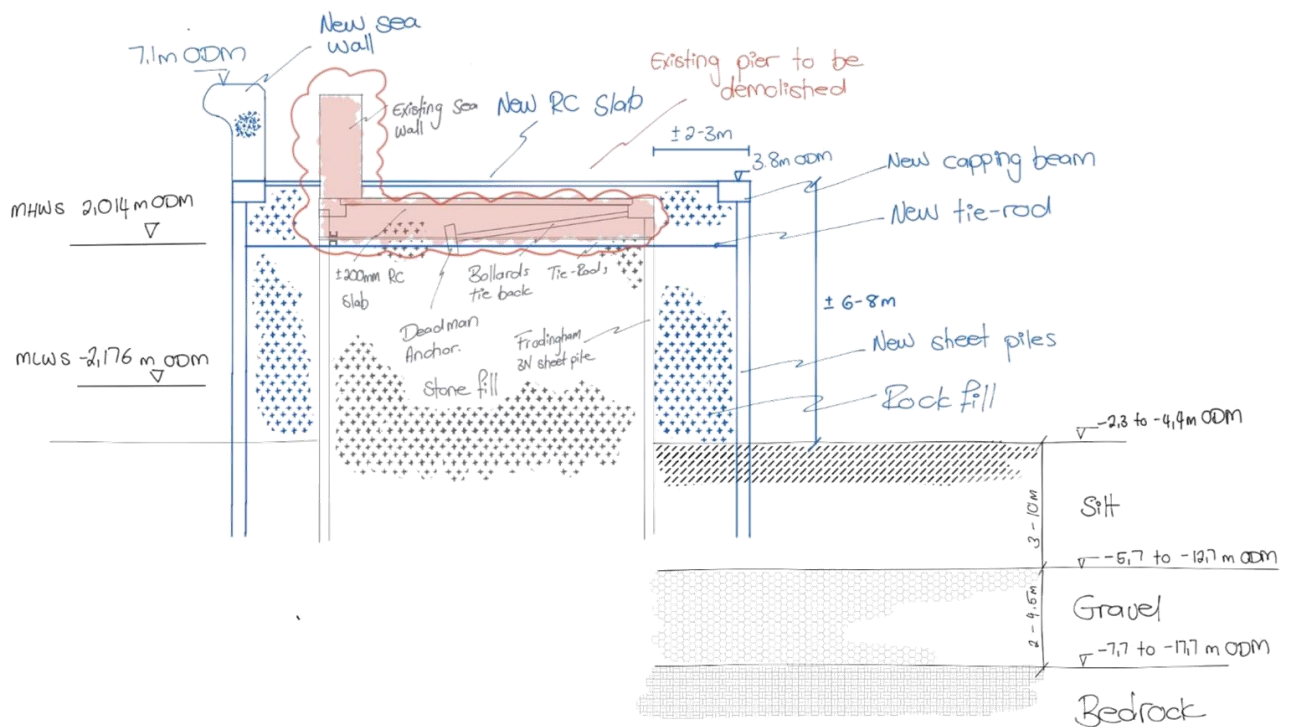 New sea
wall
7.1m ODM
Existing pier to be
demolished
Existing sea
wall
New RC slab
± 2-3m
3.8m ODM
New capping beam
MHWS 2,014 m ODM
New tie-rod
±200mm RC
Slab
Bollards
tie back
Tie-Rods
± 6-8m
Deadman
Anchor.
Frodingham
3N sheet pile
New sheet piles
MLWS -2,176 m ODM
Stone fill
Rock fill
-2,3 to -4,4m ODM
3 - 10m
Silt
-5,7 to -12,7 m ODM
2 - 4.5m
Gravel
-7,7 to -17,7 m ODM
Bedrock